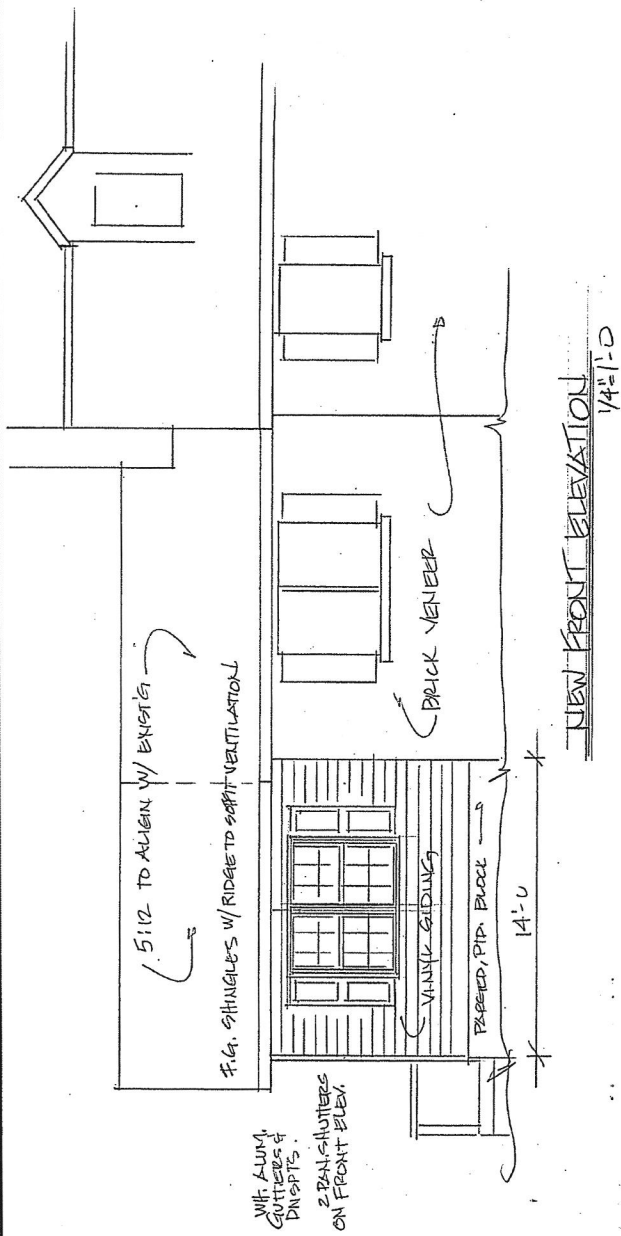 5:12 TO ALIGN W/ EXIST'G
F.G. SHINGLES W/ RIDGE TO SOFFIT VENTILATION
WH. ALUM.
GUTTERS &
DNSPTS.
2 PAN. SHUTTERS
ON FRONT ELEV.
BRICK VENEER
VINYL SIDING
PARGED, PTD. BLOCK
14'-0
NEW FRONT ELEVATION
1/4"=1'-0